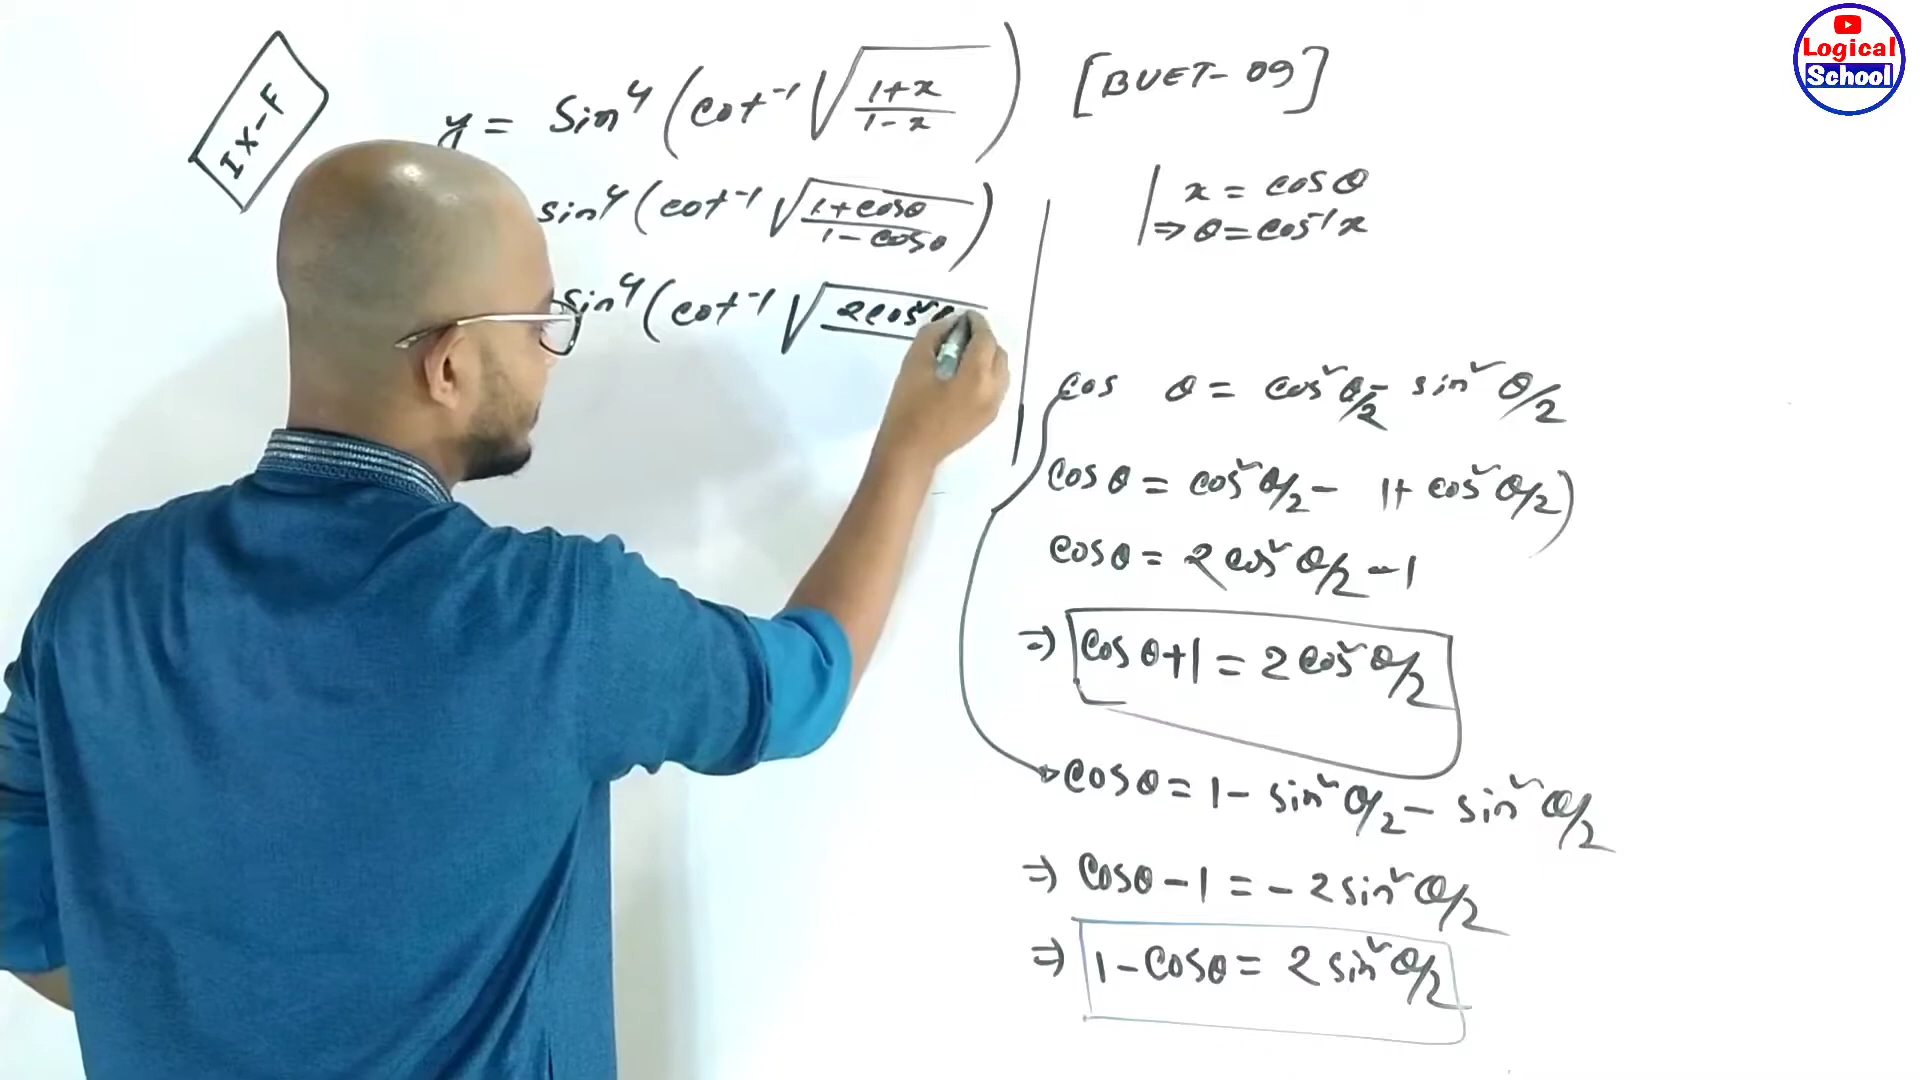 IX-F
y = Sin⁴ (cot⁻¹ √(1+x / 1-x)) [BUET-09]
sin⁴ (cot⁻¹ √(1+cosθ / 1-cosθ))
x = cosθ
⇒ θ = cos⁻¹x
sin⁴ (cot⁻¹ √(2cos²
cos θ = cos²θ/2 - sin²θ/2
cosθ = cos²θ/2 - 1+ cos²θ/2)
cosθ = 2cos²θ/2 -1
⇒ cosθ+1 = 2cos²θ/2
cosθ = 1 - sin²θ/2 - sin²θ/2
⇒ cosθ-1 = -2sin²θ/2
⇒ 1-cosθ = 2sin²θ/2
Logical
School